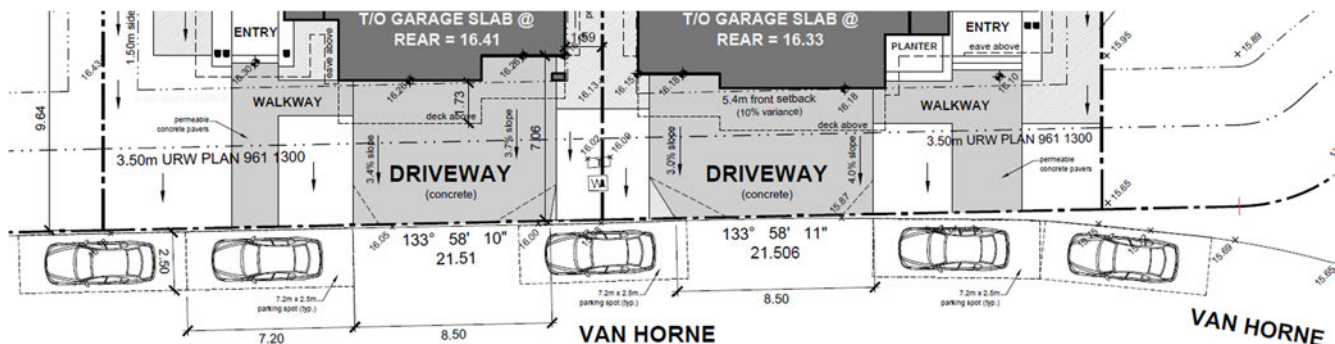 T/O GARAGE SLAB @
REAR = 16.41
T/O GARAGE SLAB @
REAR = 16.33
ENTRY
ENTRY
PLANTER
eave above
eave above
eave above
1.50m side
1.59
16.43
16.30
16.26
16.26
16.13
16.15
16.18
16.18
16.10
15.95
15.89
9.64
1.73
7.06
WALKWAY
WALKWAY
permeable
concrete pavers
permeable
concrete pavers
deck above
deck above
5.4m front setback
(10% variance)
3.50m URW PLAN 961 1300
3.50m URW PLAN 961 1300
3.4% slope
3.7% slope
3.0% slope
4.0% slope
16.02
16.09
DRIVEWAY
(concrete)
DRIVEWAY
(concrete)
15.87
15.65
16.05
16.00
133° 58' 10"
21.51
133° 58' 11"
21.506
2.50
15.69
15.65
7.2m x 2.5m
parking spot (typ.)
7.2m x 2.5m
parking spot (typ.)
7.2m x 2.5m
parking spot (typ.)
7.20
8.50
8.50
VAN HORNE
VAN HORNE